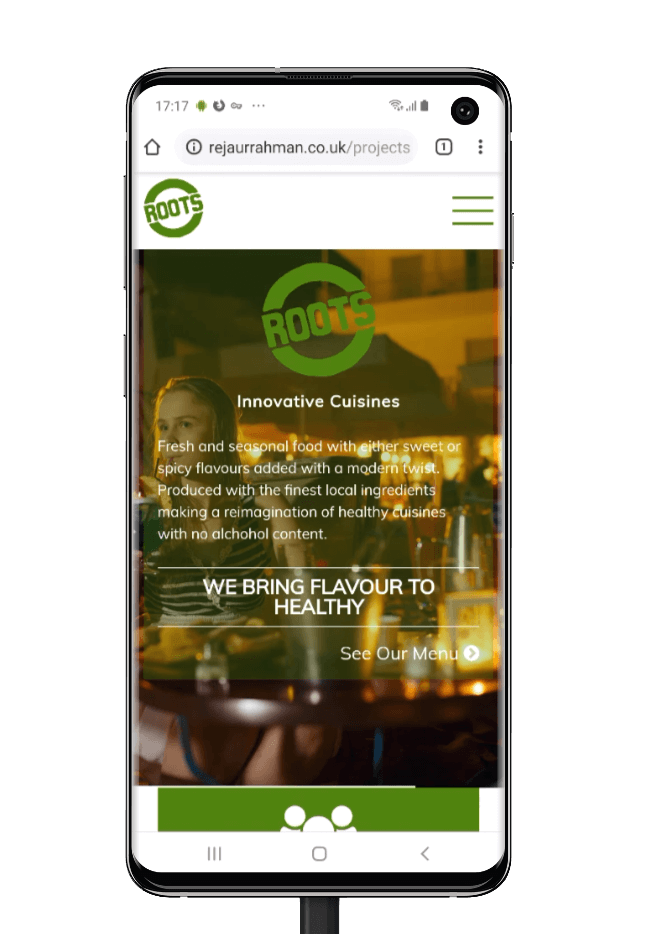 17:17
rejaurrahman.co.uk/projects
1
ROOTS
ROOTS
Innovative Cuisines
Fresh and seasonal food with either sweet or
spicy flavours added with a modern twist.
Produced with the finest local ingredients
making a reimagination of healthy cuisines
with no alchohol content.
WE BRING FLAVOUR TO
HEALTHY
See Our Menu